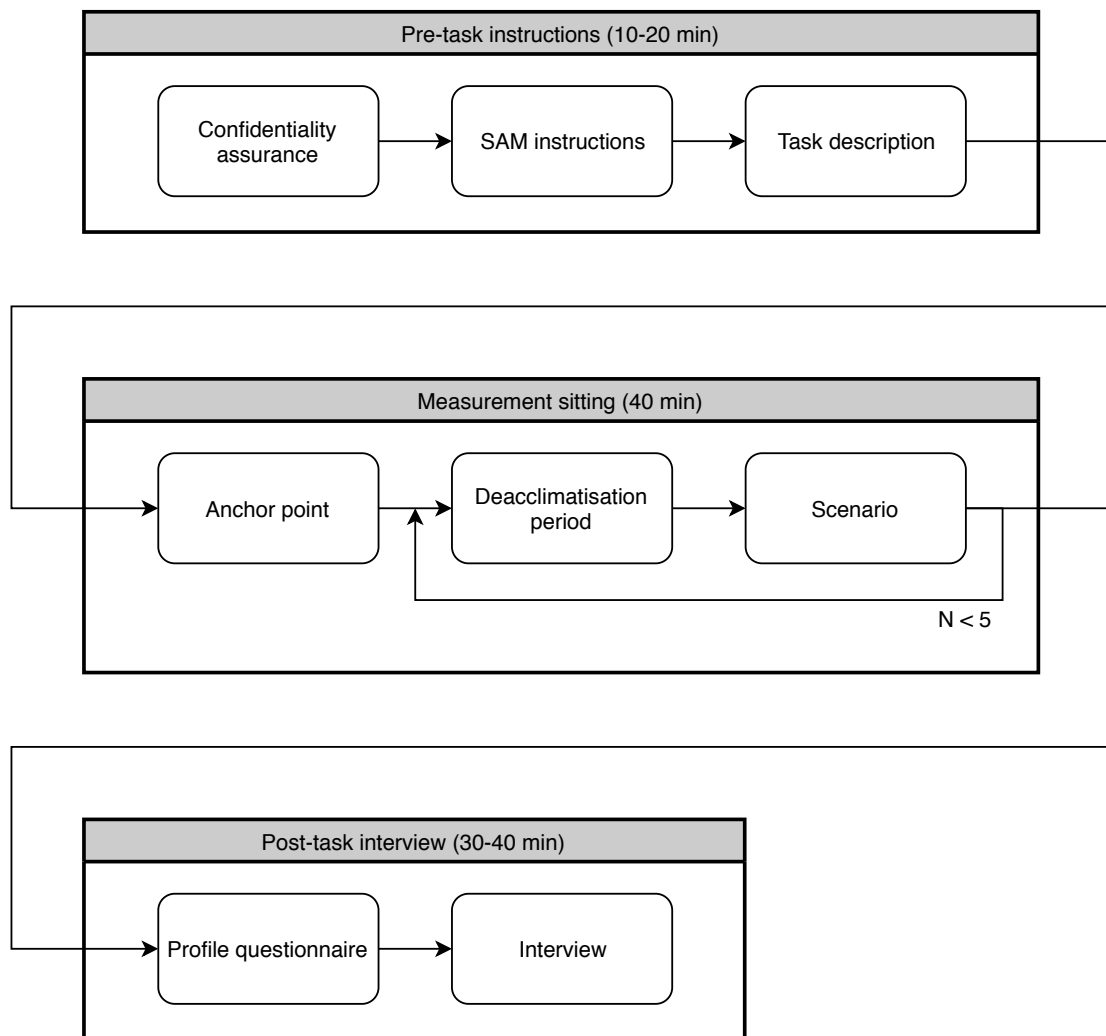 Pre-task instructions (10-20 min)
Confidentiality
assurance
SAM instructions
Task description
Measurement sitting (40 min)
Anchor point
Deacclimatisation
period
Scenario
N < 5
Post-task interview (30-40 min)
Profile questionnaire
Interview